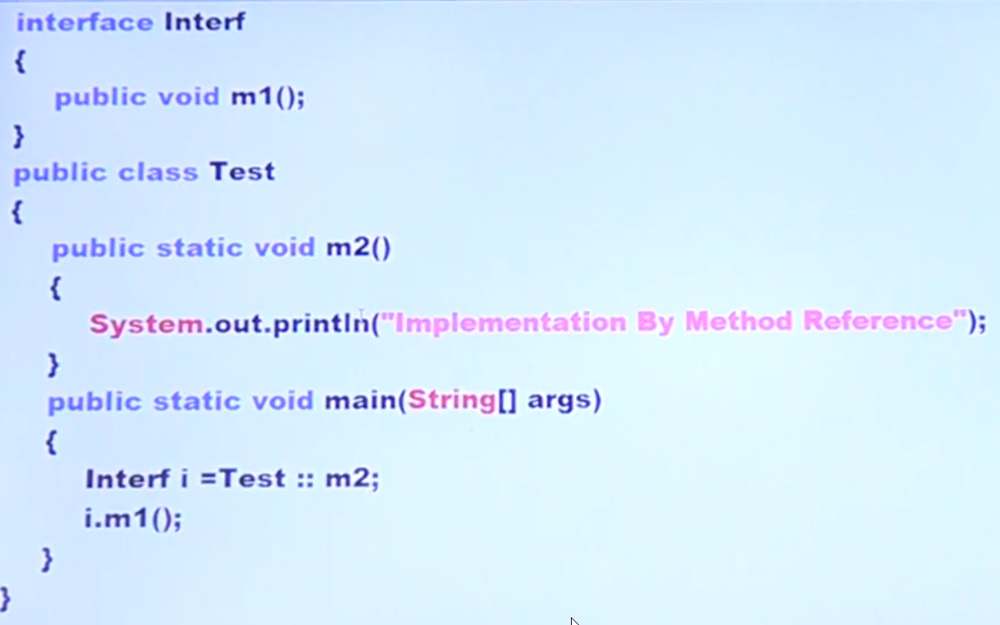 interface Interf
{
public void m1();
}
public class Test
{
public static void m2()
{
System.out.println("Implementation By Method Reference");
}
public static void main(String[] args)
{
Interf i =Test :: m2;
i.m1();
}
}